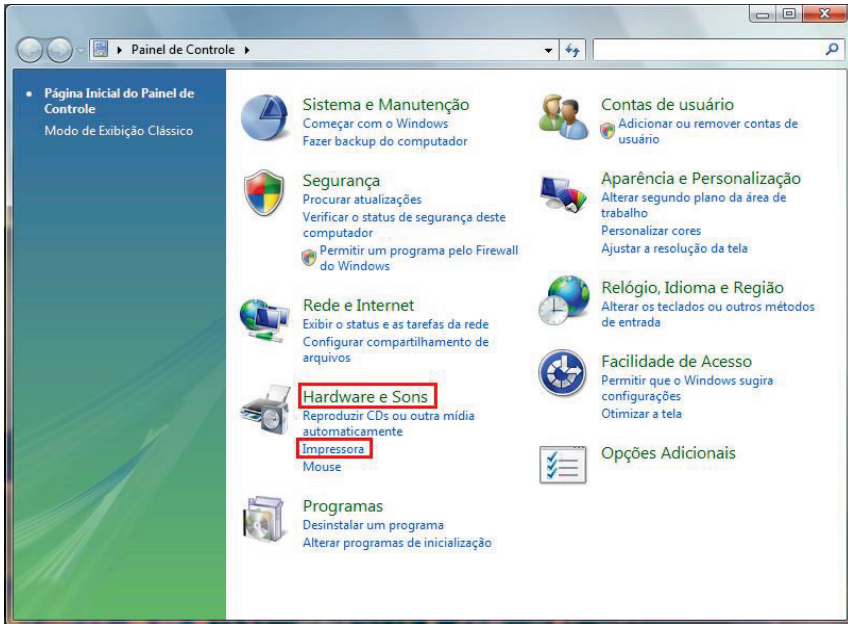 Painel de Controle
Página Inicial do Painel de
Controle
Modo de Exibição Clássico
Sistema e Manutenção
Começar com o Windows
Fazer backup do computador
Segurança
Procurar atualizações
Verificar o status de segurança deste
computador
Permitir um programa pelo Firewall
do Windows
Rede e Internet
Exibir o status e as tarefas da rede
Configurar compartilhamento de
arquivos
Hardware e Sons
Reproduzir CDs ou outra mídia
automaticamente
Impressora
Mouse
Programas
Desinstalar um programa
Alterar programas de inicialização
Contas de usuário
Adicionar ou remover contas de
usuário
Aparência e Personalização
Alterar segundo plano da área de
trabalho
Personalizar cores
Ajustar a resolução da tela
Relógio, Idioma e Região
Alterar os teclados ou outros métodos
de entrada
Facilidade de Acesso
Permitir que o Windows sugira
configurações
Otimizar a tela
Opções Adicionais